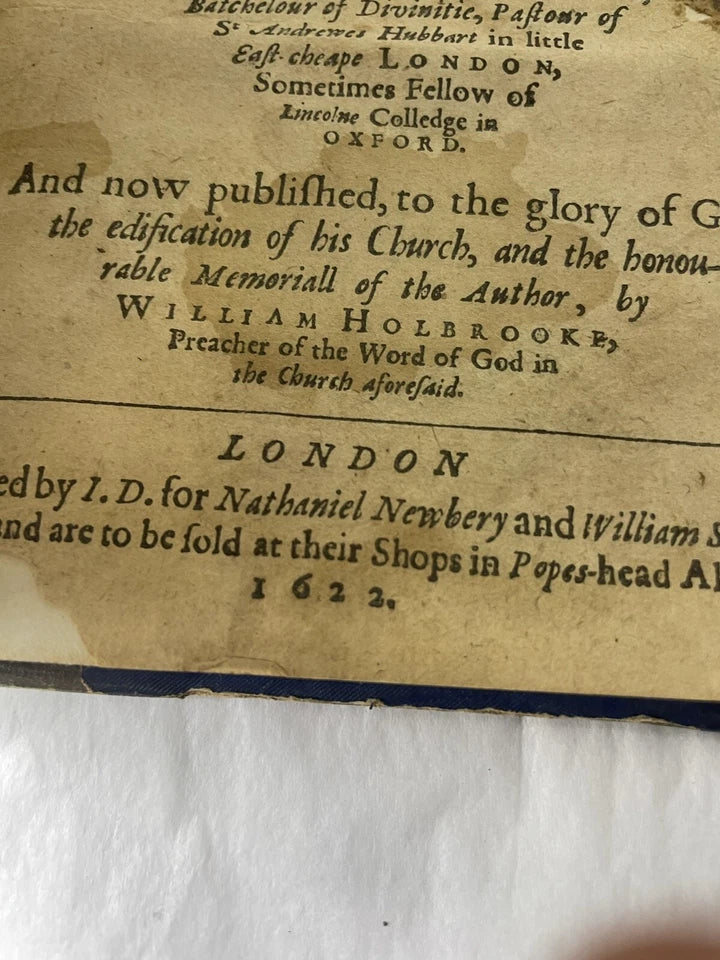 Batchelour of Divinitie, Paſtour of
Sᵗ Andrewes Hubbart in little
Eaſt-cheape LONDON,
Sometimes Fellow of
Lincolne Colledge in
OXFORD.
And now publiſhed, to the glory of G
the edification of his Church, and the honou-
rable Memoriall of the Author, by
WILLIAM HOLBROOKE,
Preacher of the Word of God in
the Church aforeſaid.
LONDON
ed by I. D. for Nathaniel Newbery and William S
and are to be ſold at their Shops in Popes-head Al
1622.